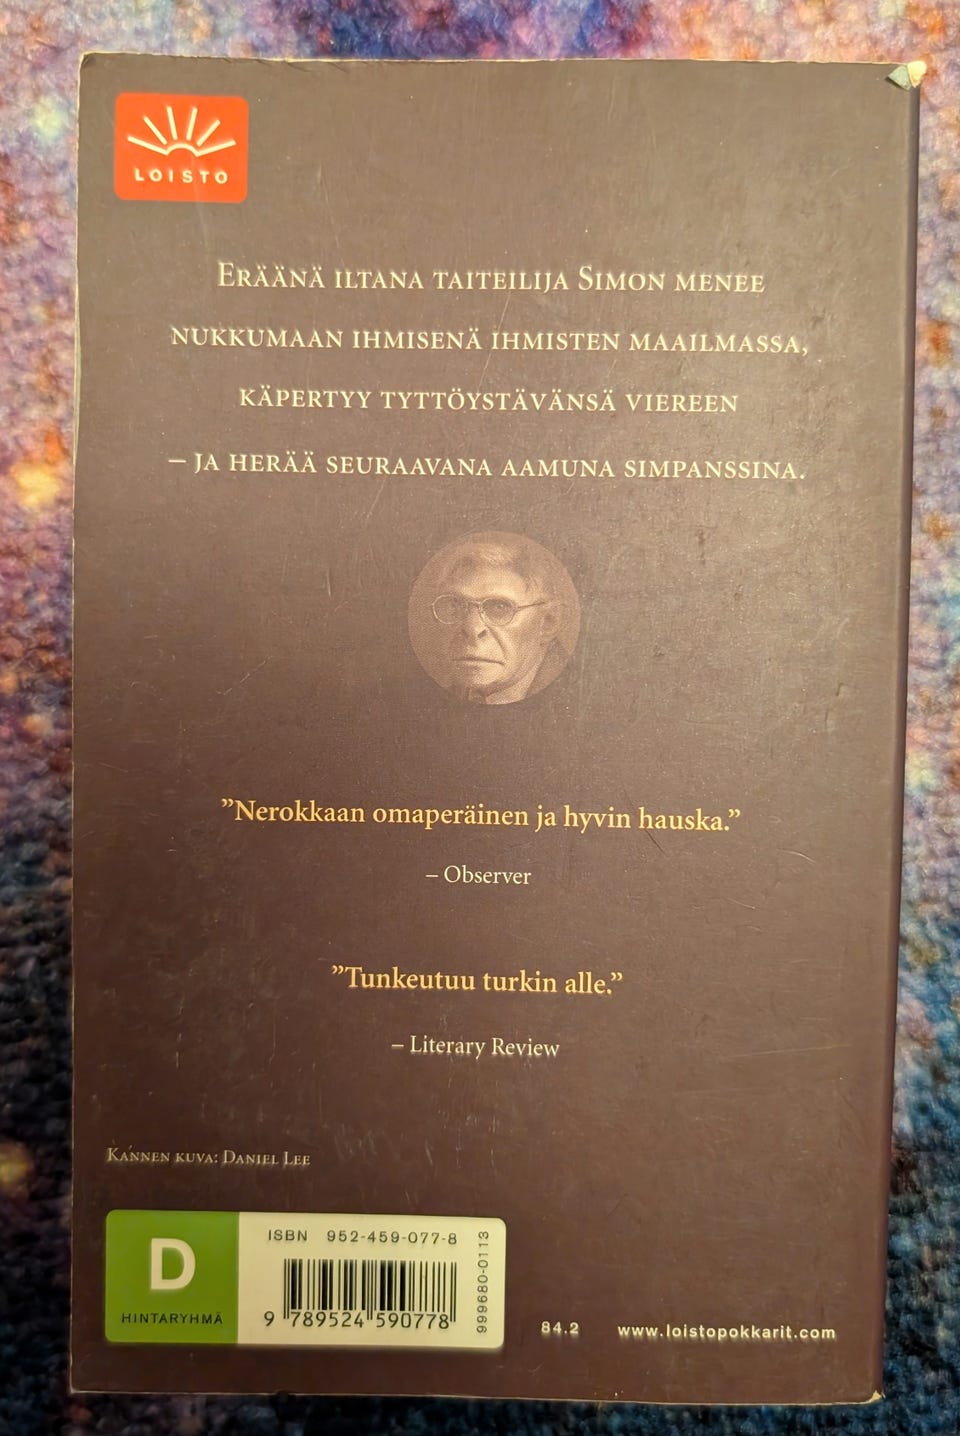 LOISTO
Eräänä iltana taiteilija Simon menee
nukkumaan ihmisenä ihmisten maailmassa,
käpertyy tyttöystävänsä viereen
– ja herää seuraavana aamuna simpanssina.
”Nerokkaan omaperäinen ja hyvin hauska.”
– Observer
”Tunkeutuu turkin alle.”
– Literary Review
Kannen kuva: Daniel Lee
D
HINTARYHMÄ
ISBN 952-459-077-8
9 789524 590778
999680-0113
84.2
www.loistopokkarit.com